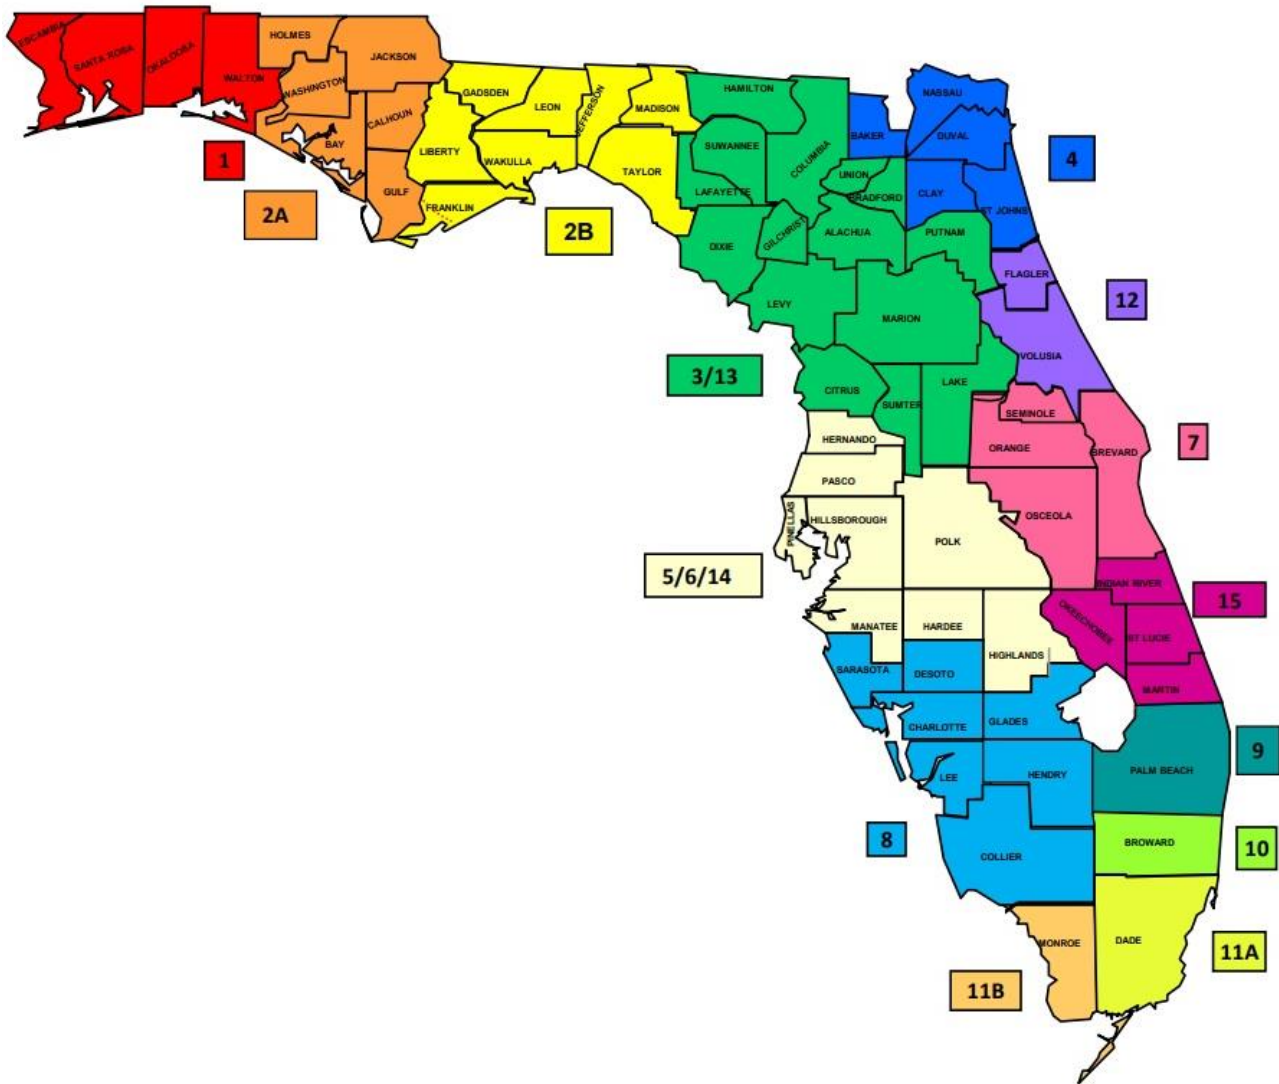 ESCAMBIA
SANTA ROSA
OKALOOSA
WALTON
HOLMES
JACKSON
WASHINGTON
BAY
CALHOUN
GULF
GADSDEN
LIBERTY
FRANKLIN
LEON
WAKULLA
JEFFERSON
MADISON
TAYLOR
HAMILTON
SUWANNEE
LAFAYETTE
COLUMBIA
DIXIE
GILCHRIST
UNION
BRADFORD
ALACHUA
PUTNAM
BAKER
NASSAU
DUVAL
CLAY
ST JOHNS
1
2A
2B
4
LEVY
MARION
FLAGLER
VOLUSIA
12
3/13
CITRUS
SUMTER
LAKE
SEMINOLE
ORANGE
BREVARD
OSCEOLA
7
HERNANDO
PASCO
PINELLAS
HILLSBOROUGH
POLK
5/6/14
MANATEE
HARDEE
HIGHLANDS
INDIAN RIVER
OKEECHOBEE
ST LUCIE
MARTIN
15
SARASOTA
DESOTO
CHARLOTTE
GLADES
LEE
HENDRY
COLLIER
8
PALM BEACH
9
BROWARD
10
MONROE
DADE
11A
11B